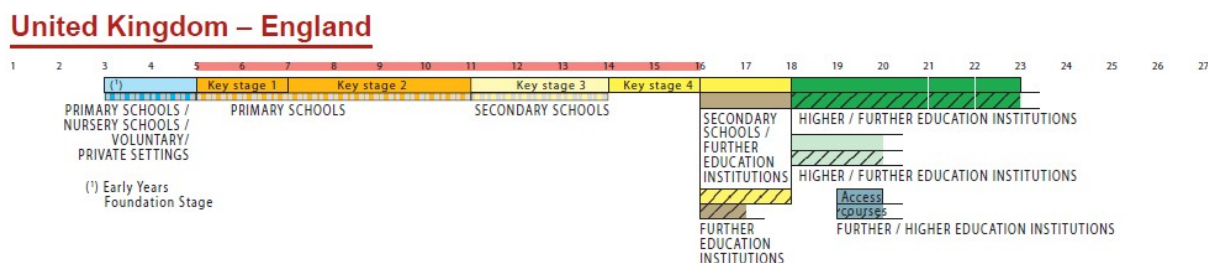 United Kingdom – England
1 2 3 4 5 6 7 8 9 10 11 12 13 14 15 16 17 18 19 20 21 22 23 24 25 26 27
(¹) Key stage 1 Key stage 2 Key stage 3 Key stage 4
PRIMARY SCHOOLS /
NURSERY SCHOOLS /
VOLUNTARY/
PRIVATE SETTINGS
PRIMARY SCHOOLS
SECONDARY SCHOOLS
SECONDARY
SCHOOLS /
FURTHER
EDUCATION
INSTITUTIONS
HIGHER / FURTHER EDUCATION INSTITUTIONS
HIGHER / FURTHER EDUCATION INSTITUTIONS
(¹) Early Years
Foundation Stage
Access
courses
FURTHER / HIGHER EDUCATION INSTITUTIONS
FURTHER
EDUCATION
INSTITUTIONS